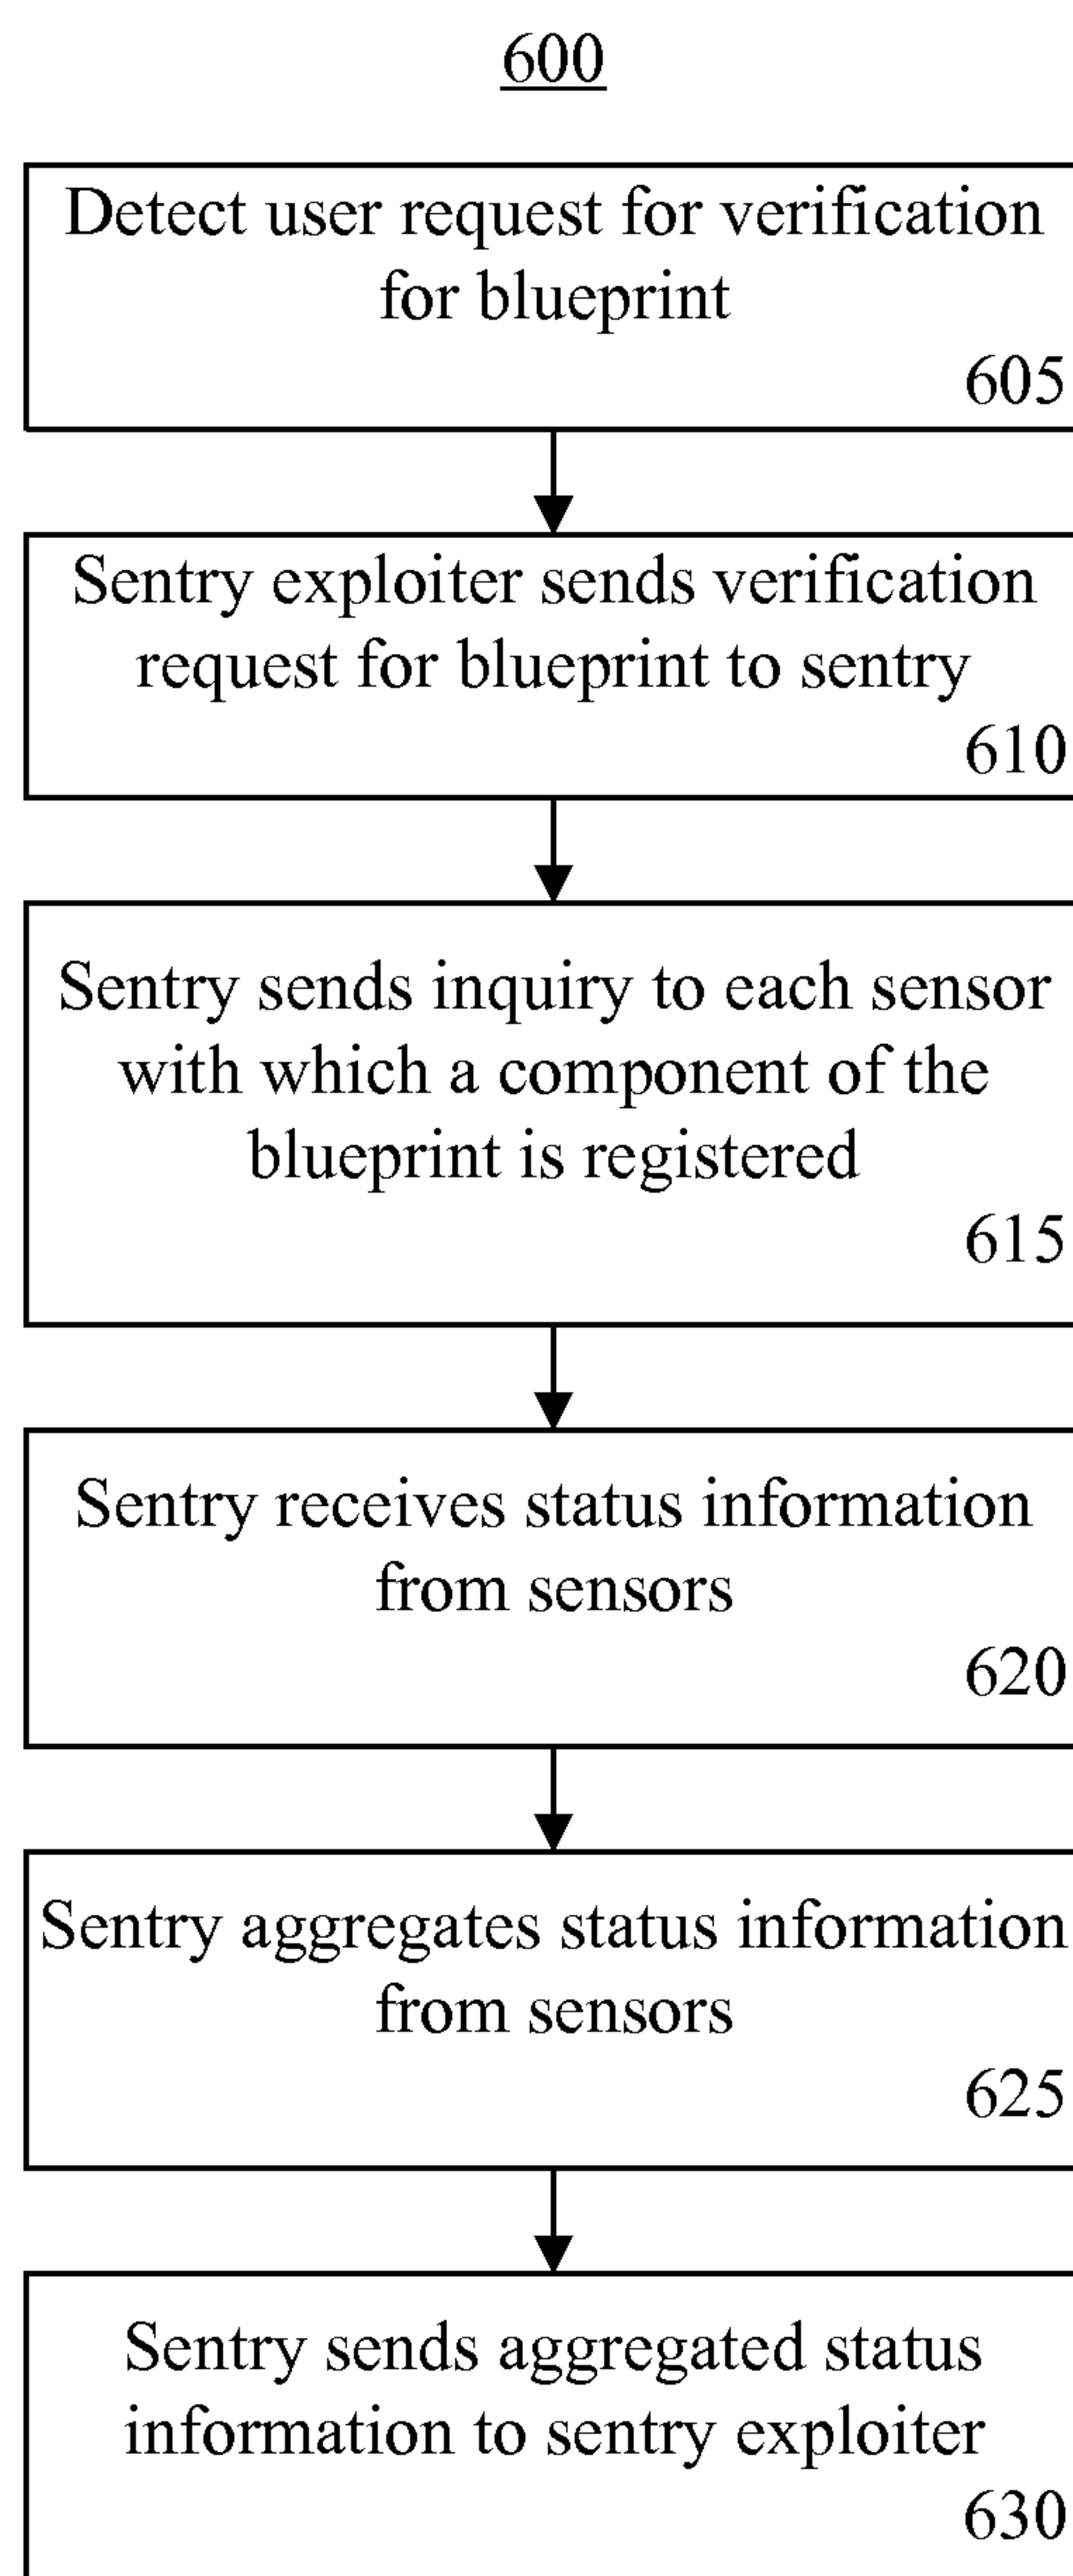 600
Detect user request for verification
for blueprint
605
Sentry exploiter sends verification
request for blueprint to sentry
610
Sentry sends inquiry to each sensor
with which a component of the
blueprint is registered
615
Sentry receives status information
from sensors
620
Sentry aggregates status information
from sensors
625
Sentry sends aggregated status
information to sentry exploiter
630